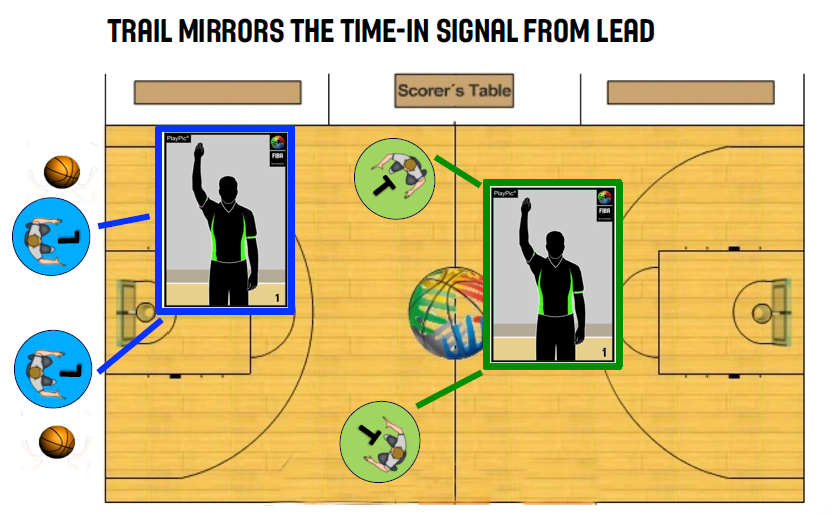 TRAIL MIRRORS THE TIME-IN SIGNAL FROM LEAD
Scorer´s Table
PlayPic®
FIBA
1
PlayPic®
FIBA
1
L
L
T
T